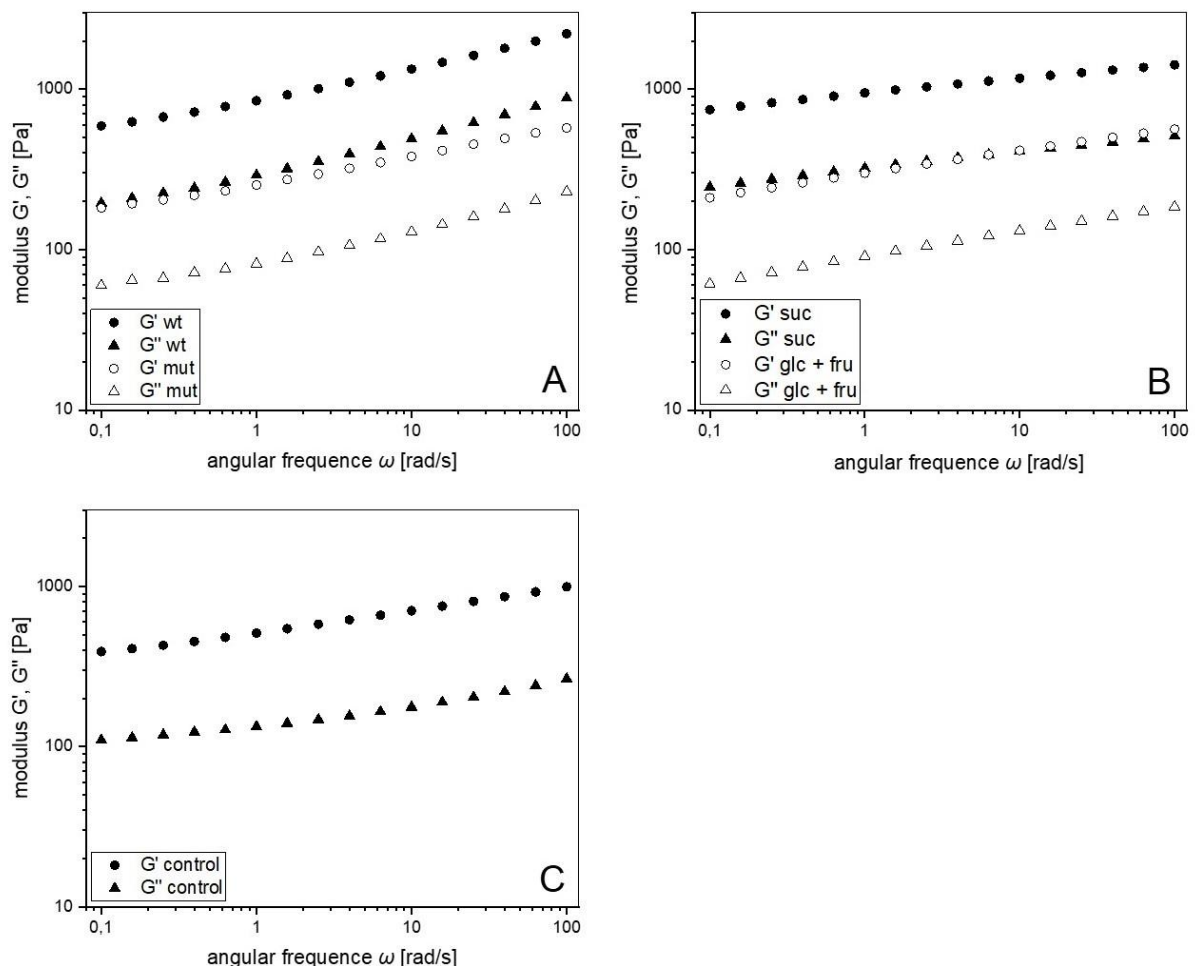 modulus G', G" [Pa]
1000
100
10
0,1
1
10
100
angular frequence ω [rad/s]
G' wt
G" wt
G' mut
G" mut
A
modulus G', G" [Pa]
1000
100
10
0,1
1
10
100
angular frequence ω [rad/s]
G' suc
G" suc
G' glc + fru
G" glc + fru
B
modulus G', G" [Pa]
1000
100
10
0,1
1
10
100
angular frequence ω [rad/s]
G' control
G" control
C